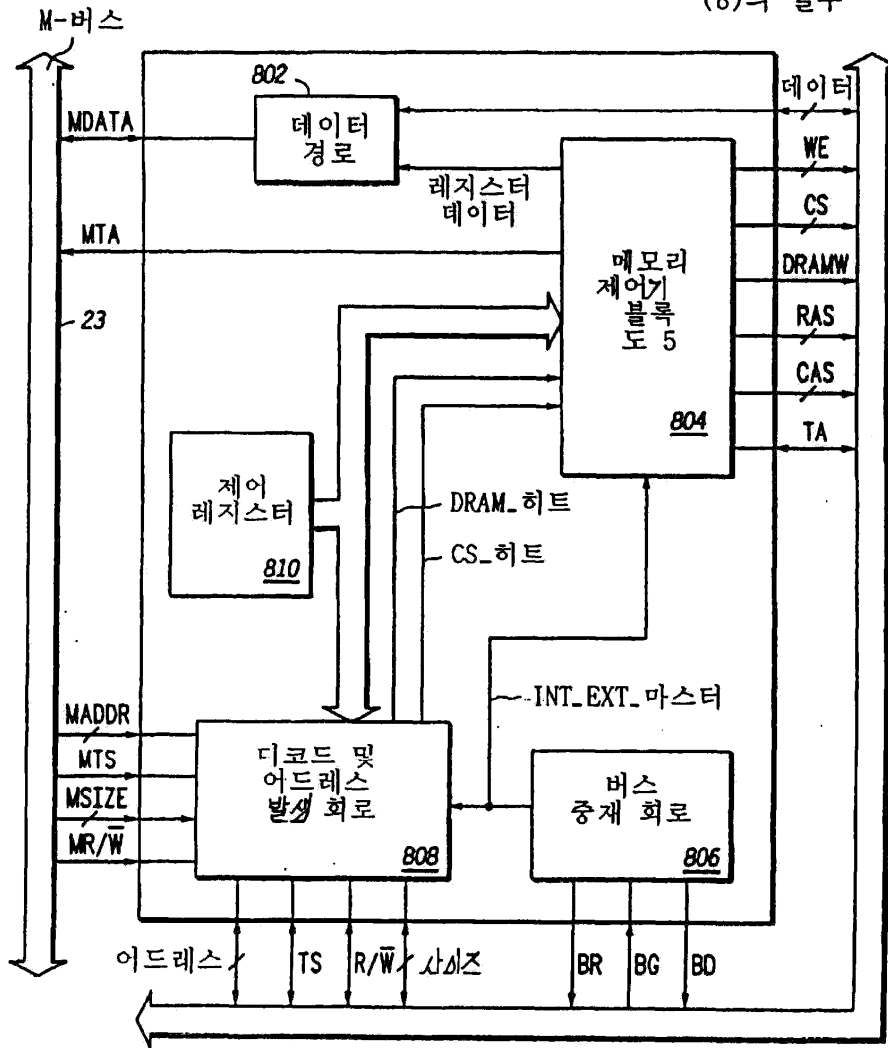 (8)의 일부
M-버스
802
데이터
경로
데이터
MDATA
WE
레지스터
데이터
CS
MTA
메모리
제어기
블록
도 5
DRAMW
23
RAS
CAS
804
TA
제어
레지스터
DRAM_히트
CS_히트
810
INT_EXT_마스터
MADDR
MTS
MSIZE
MR/W̅
디코드 및
어드레스
발생 회로
808
버스
중재 회로
806
어드레스
TS
R/W̅
사이즈
BR
BG
BD